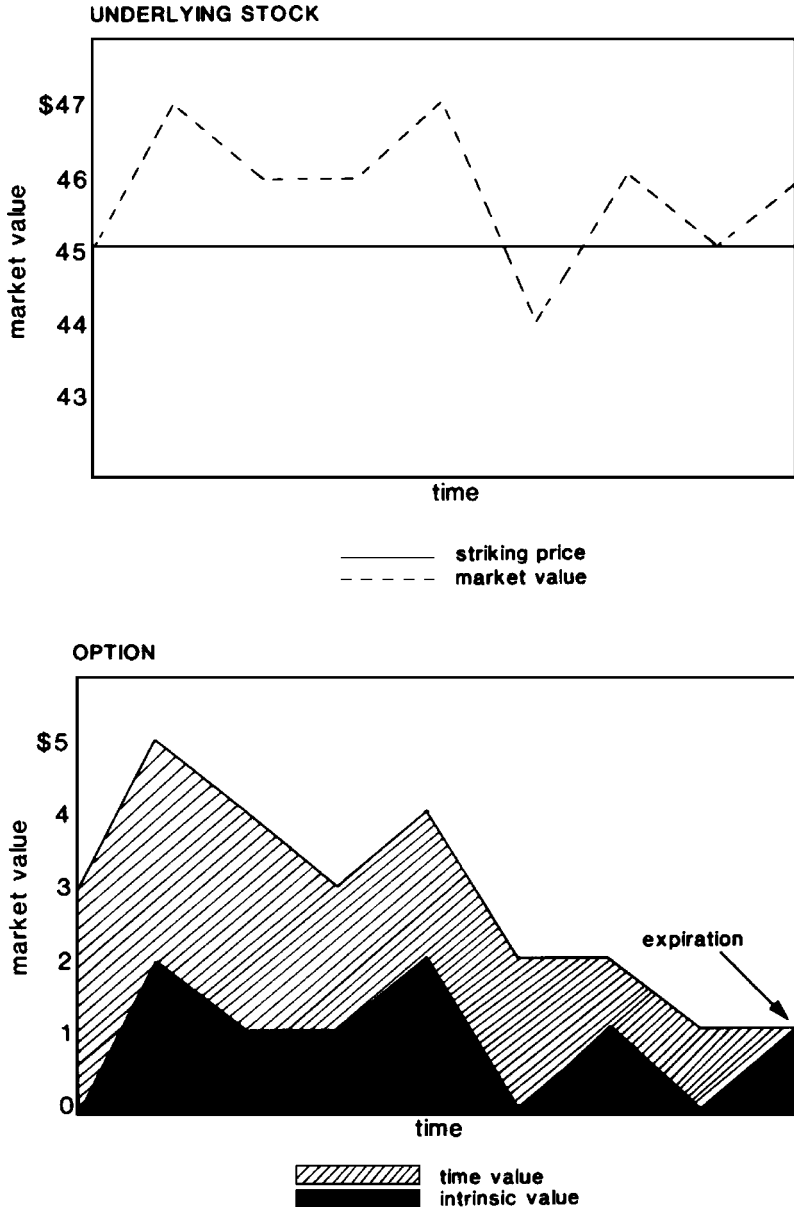 UNDERLYING STOCK
market value
$47
46
45
44
43
time
striking price
market value
OPTION
market value
$5
4
3
2
1
0
expiration
time
time value
intrinsic value